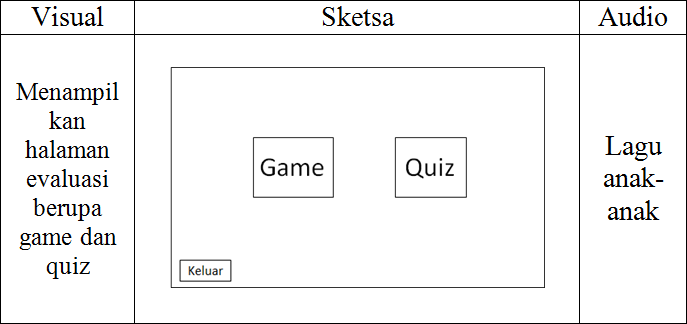 Visual
Sketsa
Audio
Menampil
kan
halaman
evaluasi
berupa
game dan
quiz
Game
Quiz
Keluar
Lagu
anak-
anak